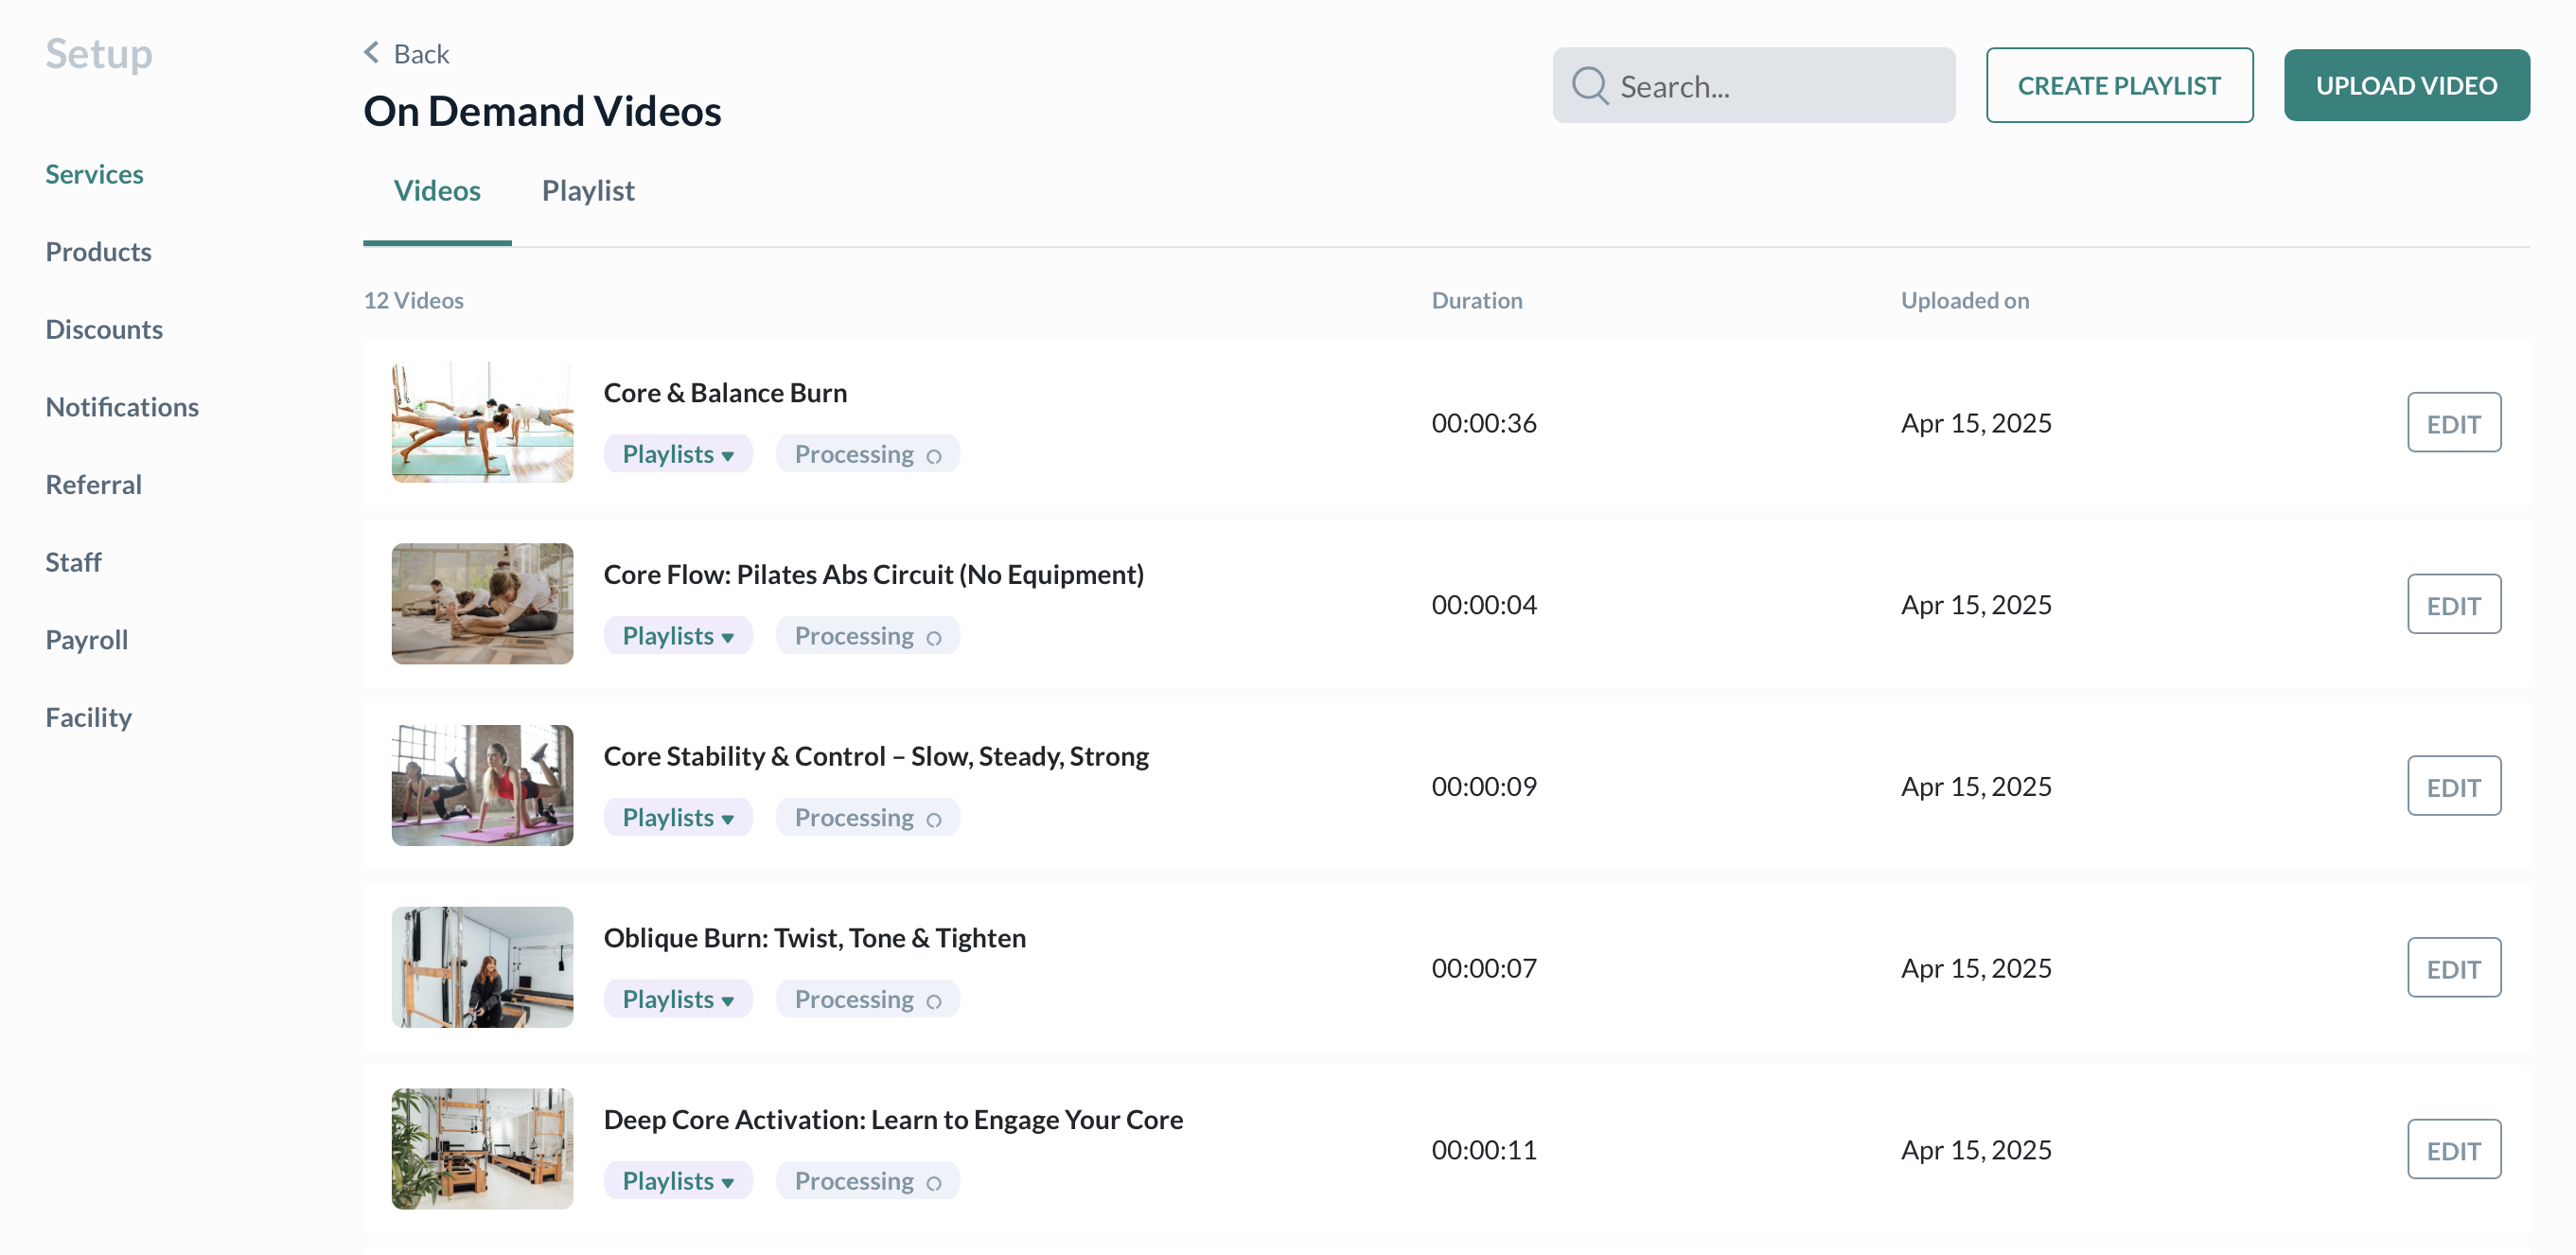 Setup
Services
Products
Discounts
Notifications
Referral
Staff
Payroll
Facility
Back
On Demand Videos
Search...
CREATE PLAYLIST
UPLOAD VIDEO
Videos Playlist
12 Videos Duration Uploaded on
Core & Balance Burn
Playlists Processing
00:00:36 Apr 15, 2025 EDIT
Core Flow: Pilates Abs Circuit (No Equipment)
Playlists Processing
00:00:04 Apr 15, 2025 EDIT
Core Stability & Control – Slow, Steady, Strong
Playlists Processing
00:00:09 Apr 15, 2025 EDIT
Oblique Burn: Twist, Tone & Tighten
Playlists Processing
00:00:07 Apr 15, 2025 EDIT
Deep Core Activation: Learn to Engage Your Core
Playlists Processing
00:00:11 Apr 15, 2025 EDIT